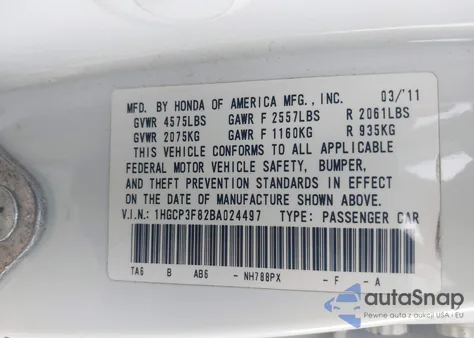 MFD. BY HONDA OF AMERICA MFG., INC. 03/'11
GVWR 4575LBS GAWR F 2557LBS R 2061LBS
GVWR 2075KG GAWR F 1160KG R 935KG
THIS VEHICLE CONFORMS TO ALL APPLICABLE
FEDERAL MOTOR VEHICLE SAFETY, BUMPER,
AND THEFT PREVENTION STANDARDS IN EFFECT
ON THE DATE OF MANUFACTURE SHOWN ABOVE.
V.I.N.: 1HGCP3F82BA024497 TYPE: PASSENGER CAR
TA6 B AB6 - NH788PX - F - A
autoSnap
Pewne auta z aukcji USA i EU